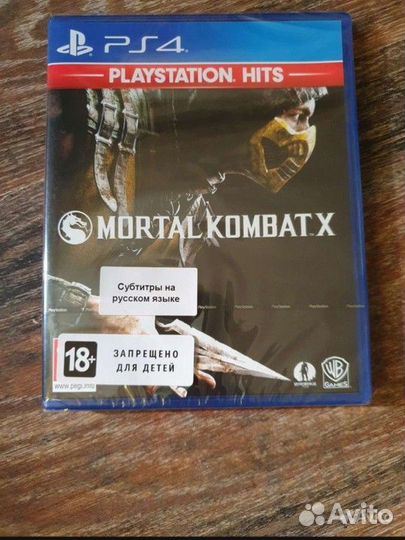 PS4
PLAYSTATION HITS
MORTAL KOMBAT X
Субтитры на
русском языке
18+
ЗАПРЕЩЕНО
ДЛЯ ДЕТЕЙ
www.pegi.info
WB
GAMES
Avito